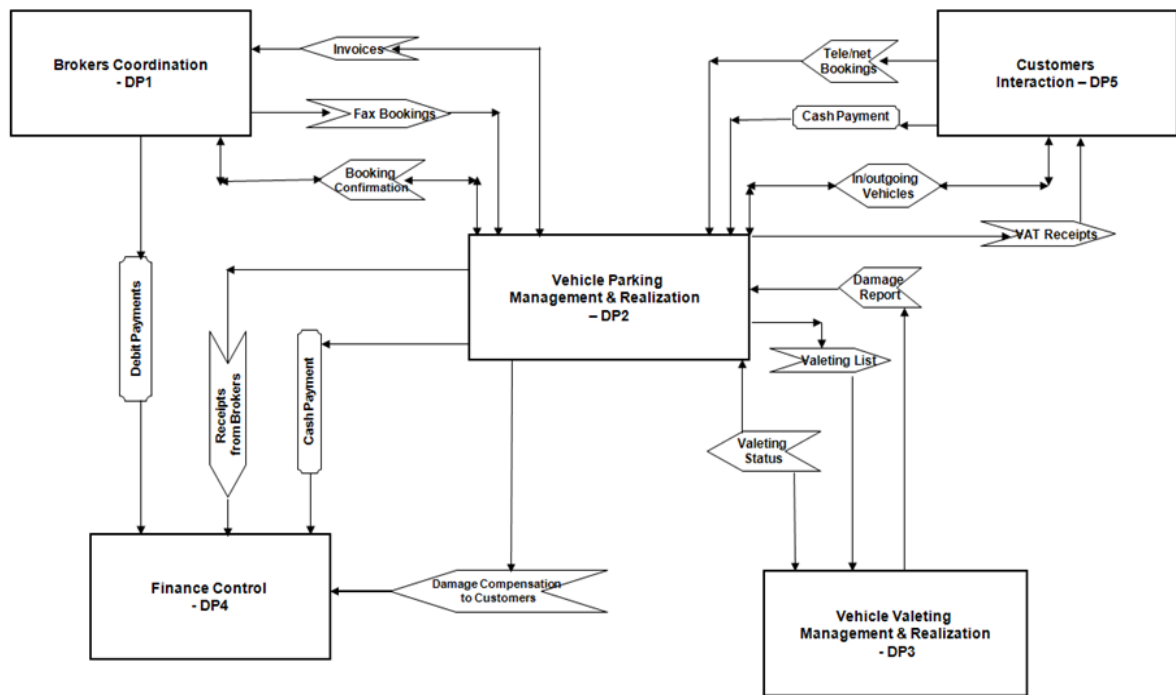 Brokers Coordination
- DP1
Invoices
Fax Bookings
Booking
Confirmation
Tele/net
Bookings
Cash Payment
In/outgoing
Vehicles
VAT Receipts
Customers
Interaction – DP5
Vehicle Parking
Management & Realization
– DP2
Damage
Report
Valeting List
Valeting
Status
Debit Payments
Receipts
from Brokers
Cash Payment
Finance Control
- DP4
Damage Compensation
to Customers
Vehicle Valeting
Management & Realization
- DP3